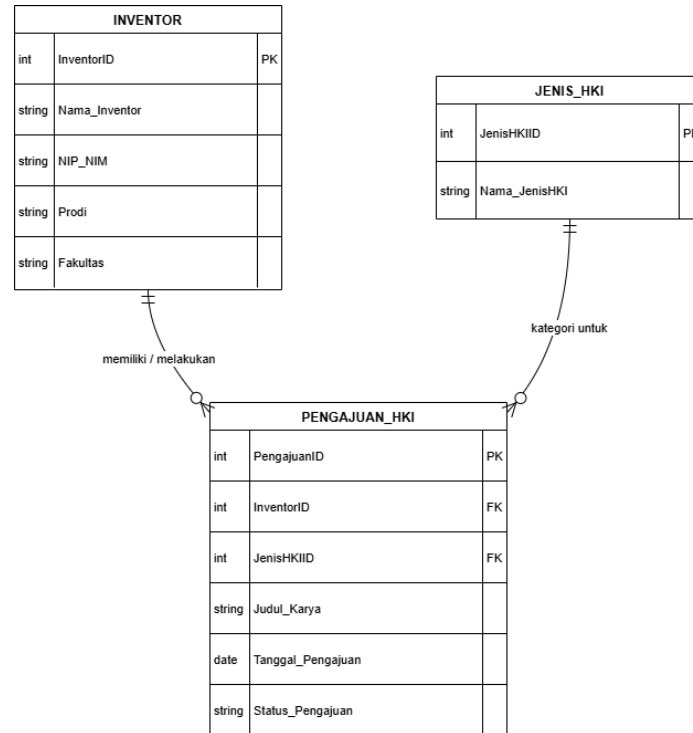 INVENTOR
int InventorID PK
string Nama_Inventor
string NIP_NIM
string Prodi
string Fakultas
JENIS_HKI
int JenisHKIID
string Nama_JenisHKI
memiliki / melakukan
kategori untuk
PENGAJUAN_HKI
int PengajuanID PK
int InventorID FK
int JenisHKIID FK
string Judul_Karya
date Tanggal_Pengajuan
string Status_Pengajuan